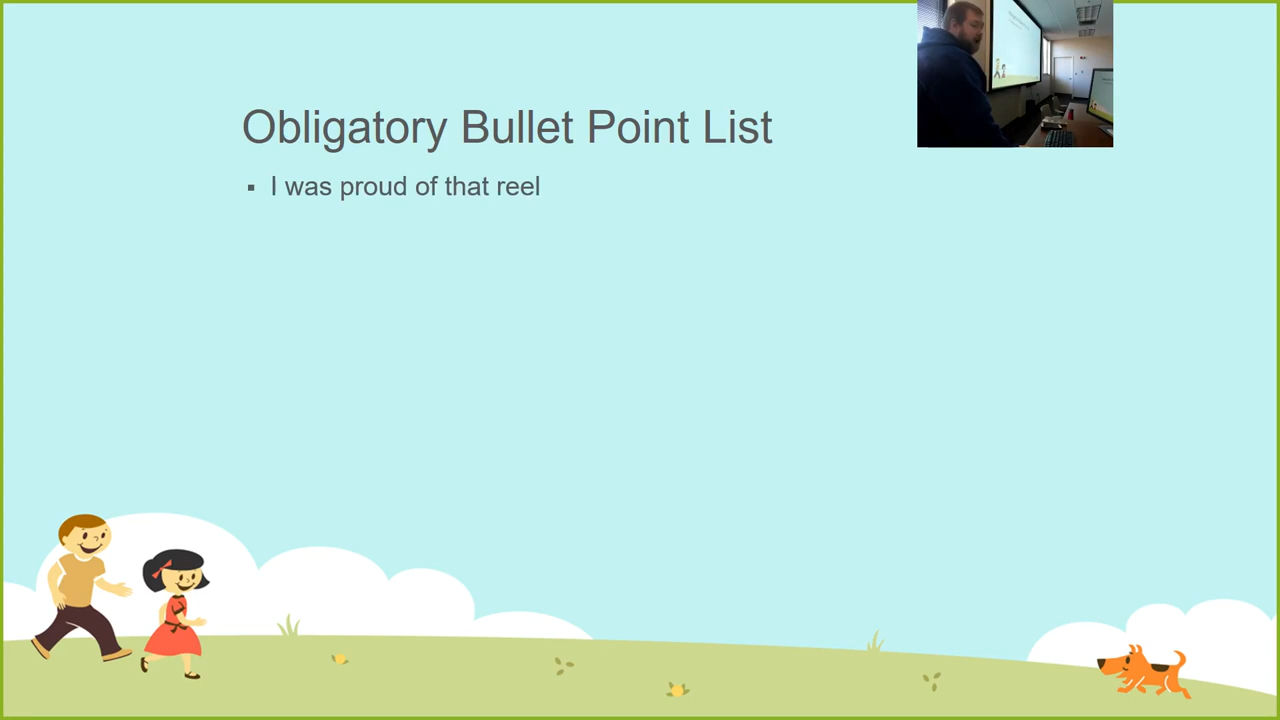 Obligatory Bullet Point List
▪ I was proud of that reel